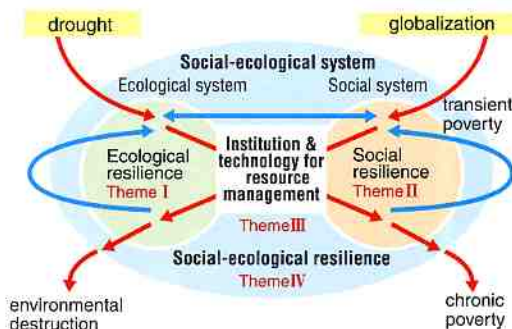 drought
globalization
Social-ecological system
Ecological system
Social system
transient
poverty
Institution &
technology for
resource
management
Ecological
resilience
Theme I
Social
resilience
Theme II
Theme III
Social-ecological resilience
Theme IV
environmental
destruction
chronic
poverty